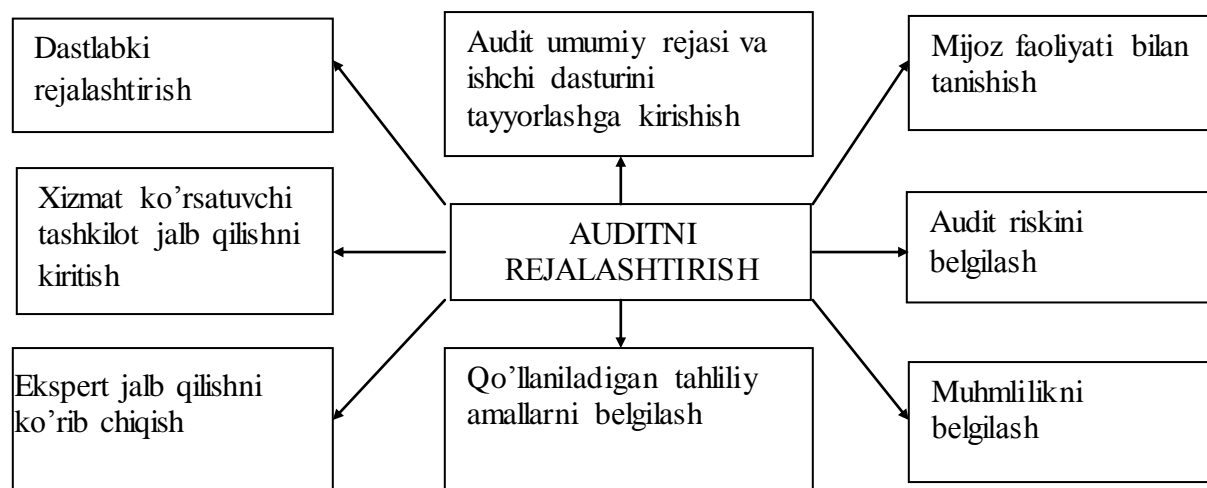 Dastlabki
rejalashtirish
Audit umumiy rejasi va
ishchi dasturini
tayyorlashga kirishish
Mijoz faoliyati bilan
tanishish
Xizmat ko’rsatuvchi
tashkilot jalb qilishni
kiritish
AUDITNI
REJALASHTIRISH
Audit riskini
belgilash
Ekspert jalb qilishni
ko’rib chiqish
Qo’llaniladigan tahliliy
amallarni belgilash
Muhmlilikni
belgilash